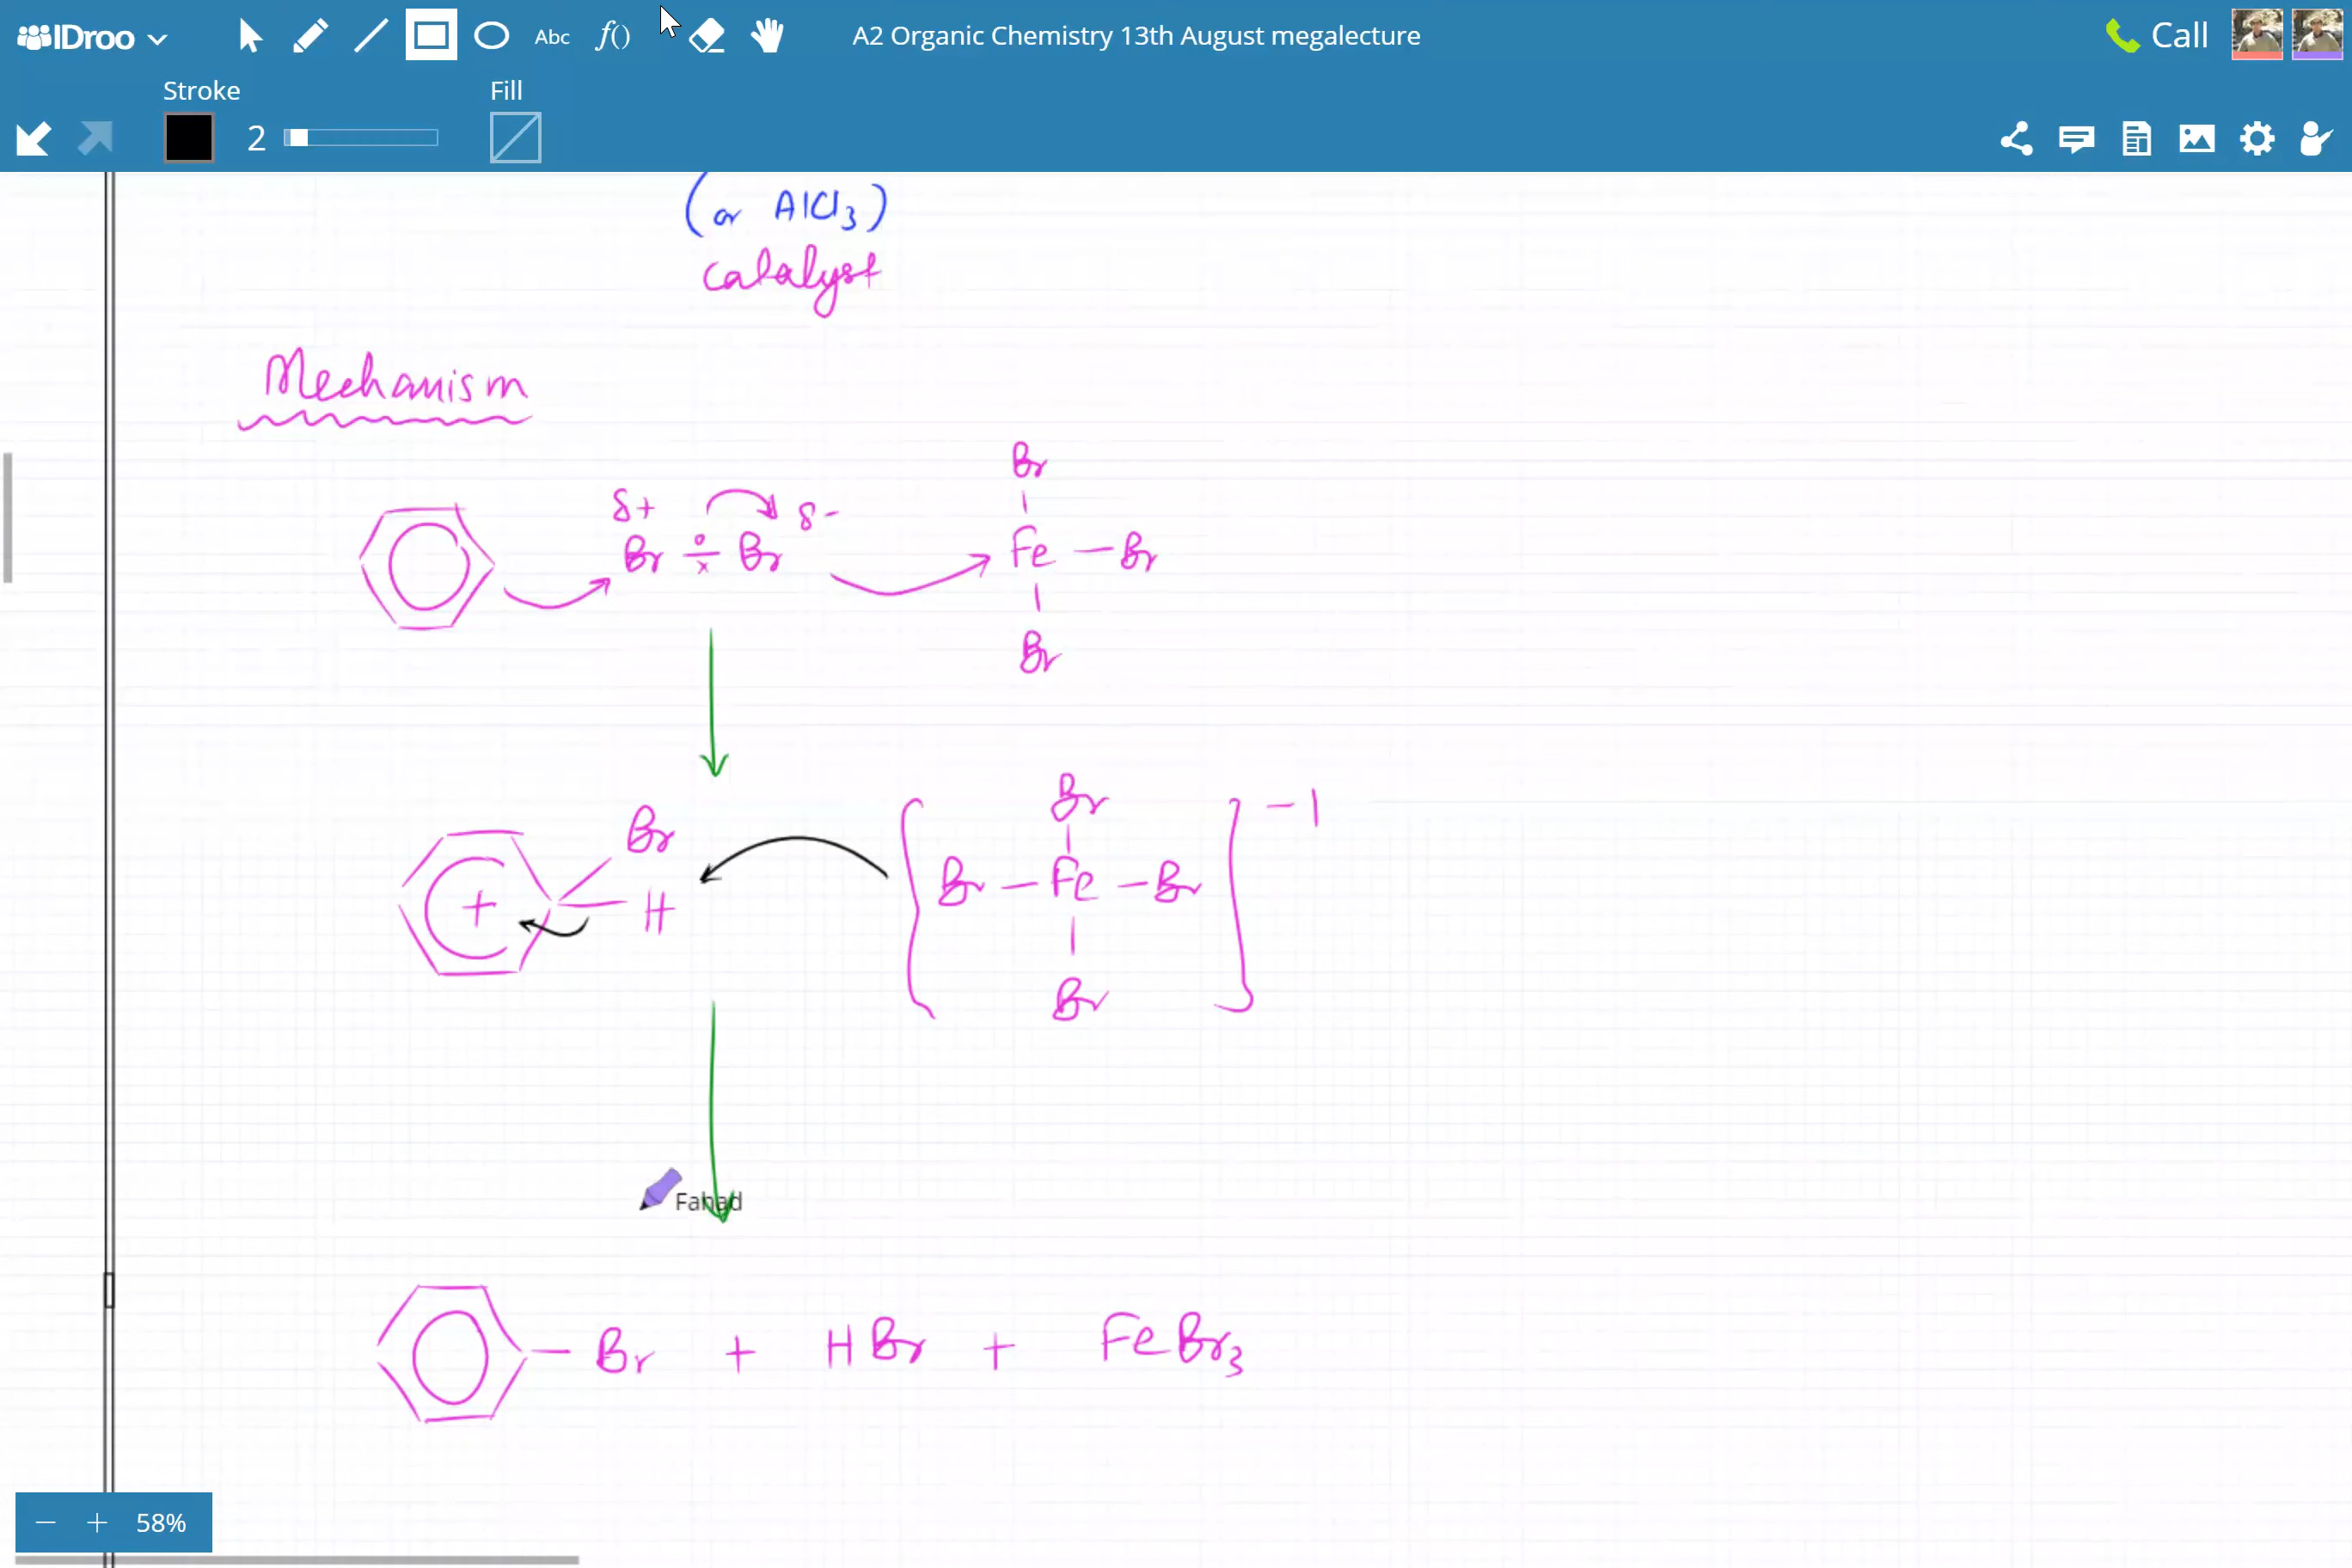 IDroo Abc f() A2 Organic Chemistry 13th August megalecture Call
Stroke Fill
2
(or AlCl3)
catalyst
Mechanism
Br
δ+ δ-
Br ÷ Br Fe - Br
Br
Br Br -1
+ H Br - Fe - Br
Br
Fahad
- Br + HBr + FeBr3
- + 58%